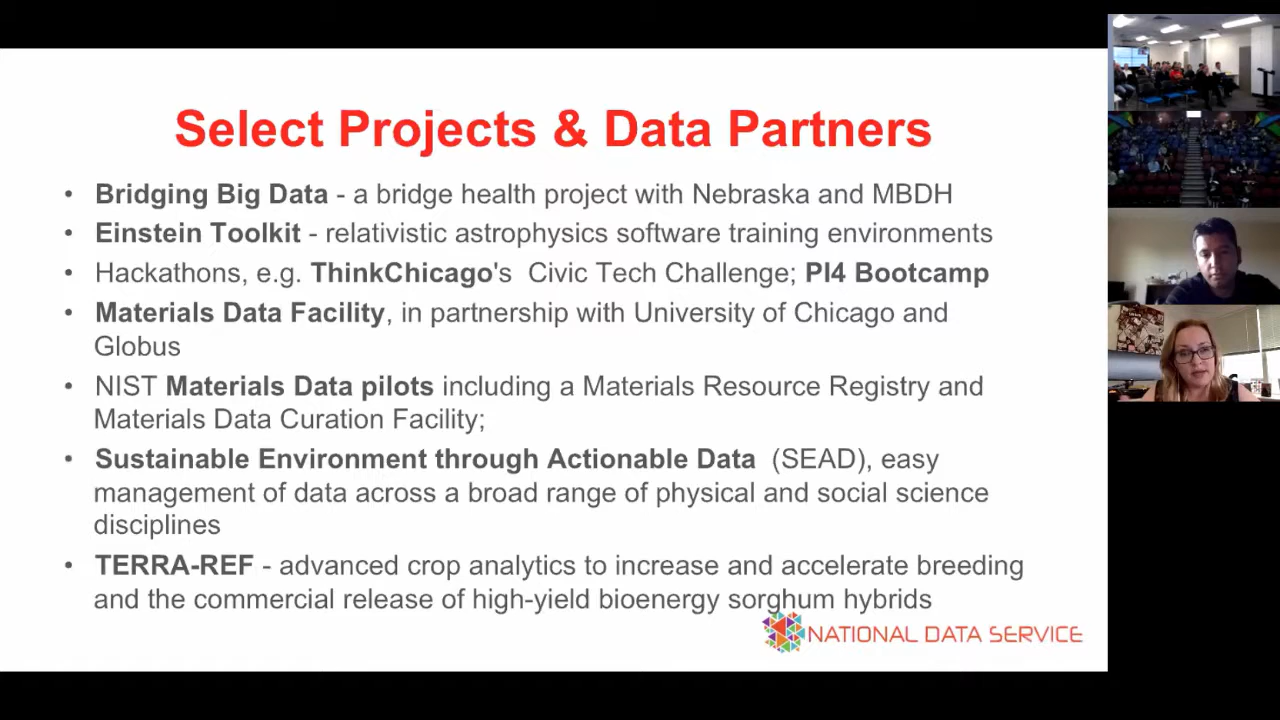 Select Projects & Data Partners
• Bridging Big Data - a bridge health project with Nebraska and MBDH
• Einstein Toolkit - relativistic astrophysics software training environments
• Hackathons, e.g. ThinkChicago's  Civic Tech Challenge; PI4 Bootcamp
• Materials Data Facility, in partnership with University of Chicago and
Globus
• NIST Materials Data pilots including a Materials Resource Registry and
Materials Data Curation Facility;
• Sustainable Environment through Actionable Data  (SEAD), easy
management of data across a broad range of physical and social science
disciplines
• TERRA-REF - advanced crop analytics to increase and accelerate breeding
and the commercial release of high-yield bioenergy sorghum hybrids
NATIONAL DATA SERVICE